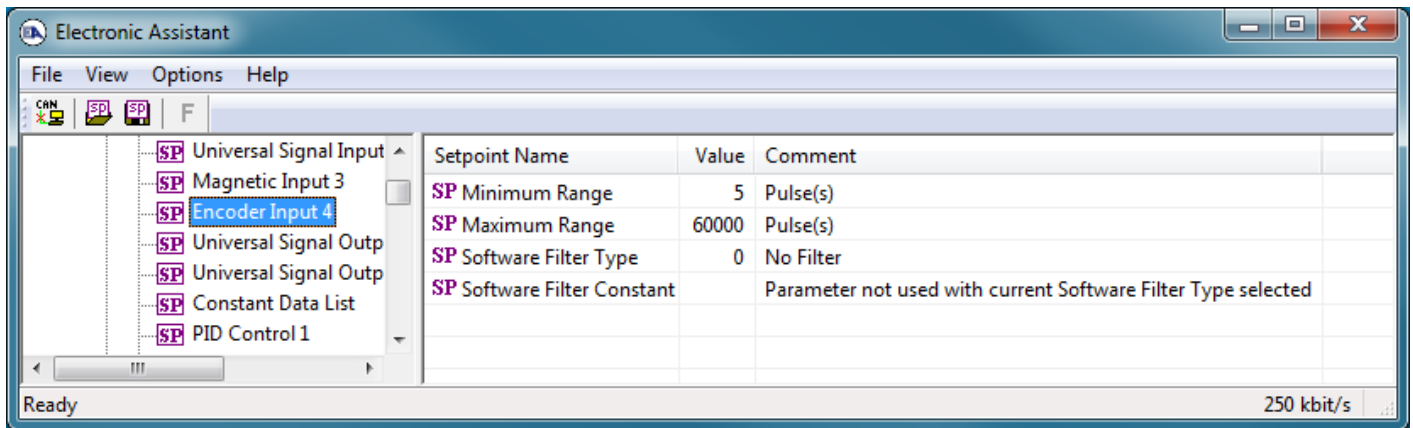 EA Electronic Assistant
File View Options Help
CAN SP SP F
SP Universal Signal Input
SP Magnetic Input 3
SP Encoder Input 4
SP Universal Signal Outp
SP Universal Signal Outp
SP Constant Data List
SP PID Control 1
Setpoint Name Value Comment
SP Minimum Range 5 Pulse(s)
SP Maximum Range 60000 Pulse(s)
SP Software Filter Type 0 No Filter
SP Software Filter Constant Parameter not used with current Software Filter Type selected
Ready 250 kbit/s